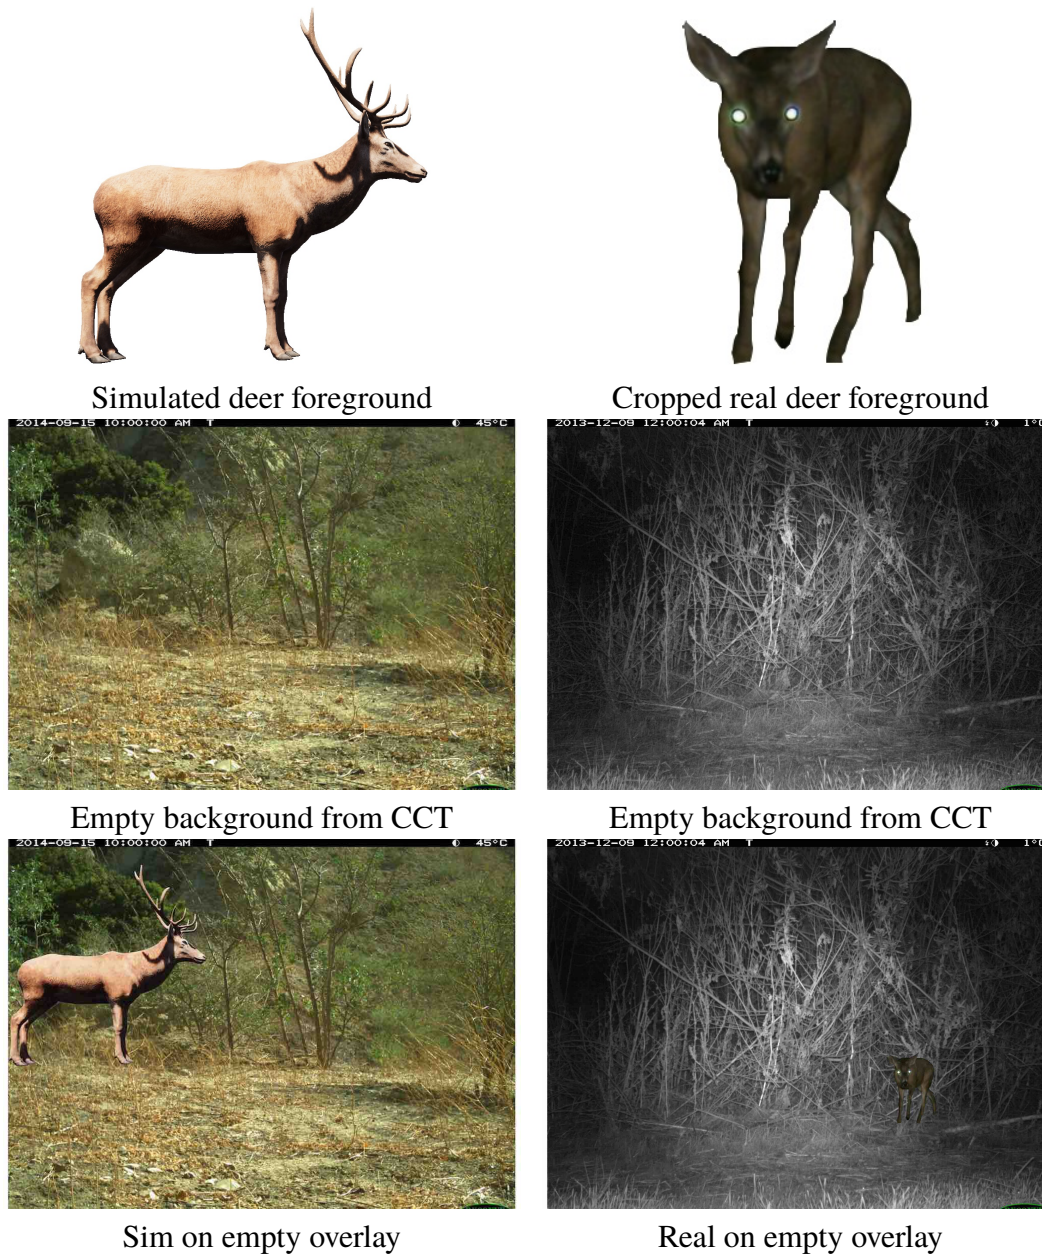 Simulated deer foreground
Cropped real deer foreground
2014-09-15 10:00:00 AM T 45°C
2013-12-09 12:00:04 AM T 1°C
Empty background from CCT
Empty background from CCT
2014-09-15 10:00:00 AM T 45°C
2013-12-09 12:00:04 AM T 1°C
Sim on empty overlay
Real on empty overlay